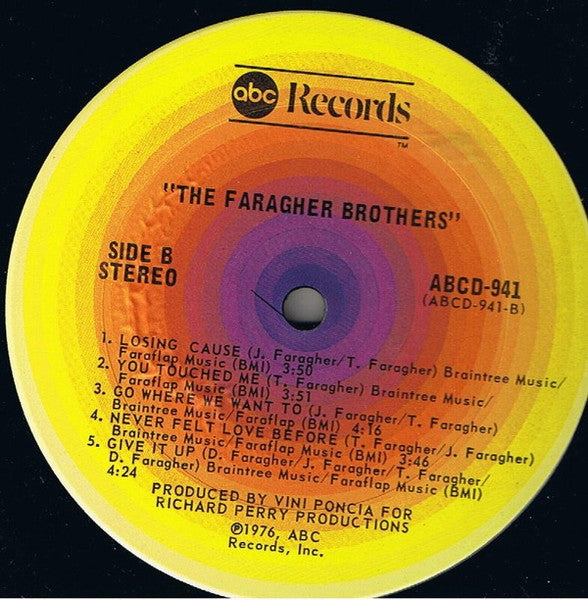 abc Records
TM
"THE FARAGHER BROTHERS"
SIDE B
STEREO
ABCD-941
(ABCD-941-B)
1. LOSING CAUSE (J. Faragher/T. Faragher) Braintree Music/
Faraflap Music (BMI) 3:50
2. YOU TOUCHED ME (T. Faragher) Braintree Music/
Faraflap Music (BMI) 3:51
3. GO WHERE WE WANT TO (J. Faragher/T. Faragher)
Braintree Music/Faraflap (BMI) 4:16
4. NEVER FELT LOVE BEFORE (T. Faragher/J. Faragher)
Braintree Music/Faraflap Music (BMI) 3:46
5. GIVE IT UP (D. Faragher/J. Faragher/T. Faragher/
D. Faragher) Braintree Music/Faraflap Music (BMI)
4:24
PRODUCED BY VINI PONCIA FOR
RICHARD PERRY PRODUCTIONS
℗1976, ABC
Records, Inc.